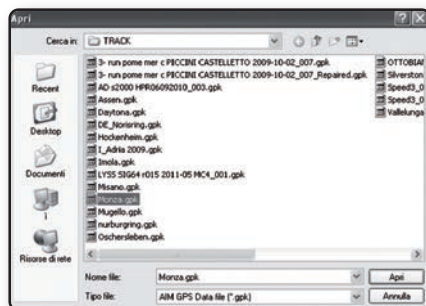 Apri
Cerca in:
TRACK
Recent
Desktop
Documenti
Risorse di rete
3- run pome mer c PICCINI CASTELLETTO 2009-10-02_007.gpk
3- run pome mer c PICCINI CASTELLETTO 2009-10-02_007_Repaired.gpk
AD s2000 HPR06092010_003.gpk
Assen.gpk
Daytona.gpk
DE_Norisring.gpk
Hockenheim.gpk
I_Adria 2009.gpk
Imola.gpk
LYSS SIG64 r015 2011-05 MC4_001.gpk
Misano.gpk
Monza.gpk
Mugello.gpk
nurburgring.gpk
Oschersleben.gpk
OTTOBIA
Silverston
Speed3_0
Speed3_0
Vallelunga
Nome file:
Monza.gpk
Apri
Tipo file:
AIM GPS Data file (*.gpk)
Annulla